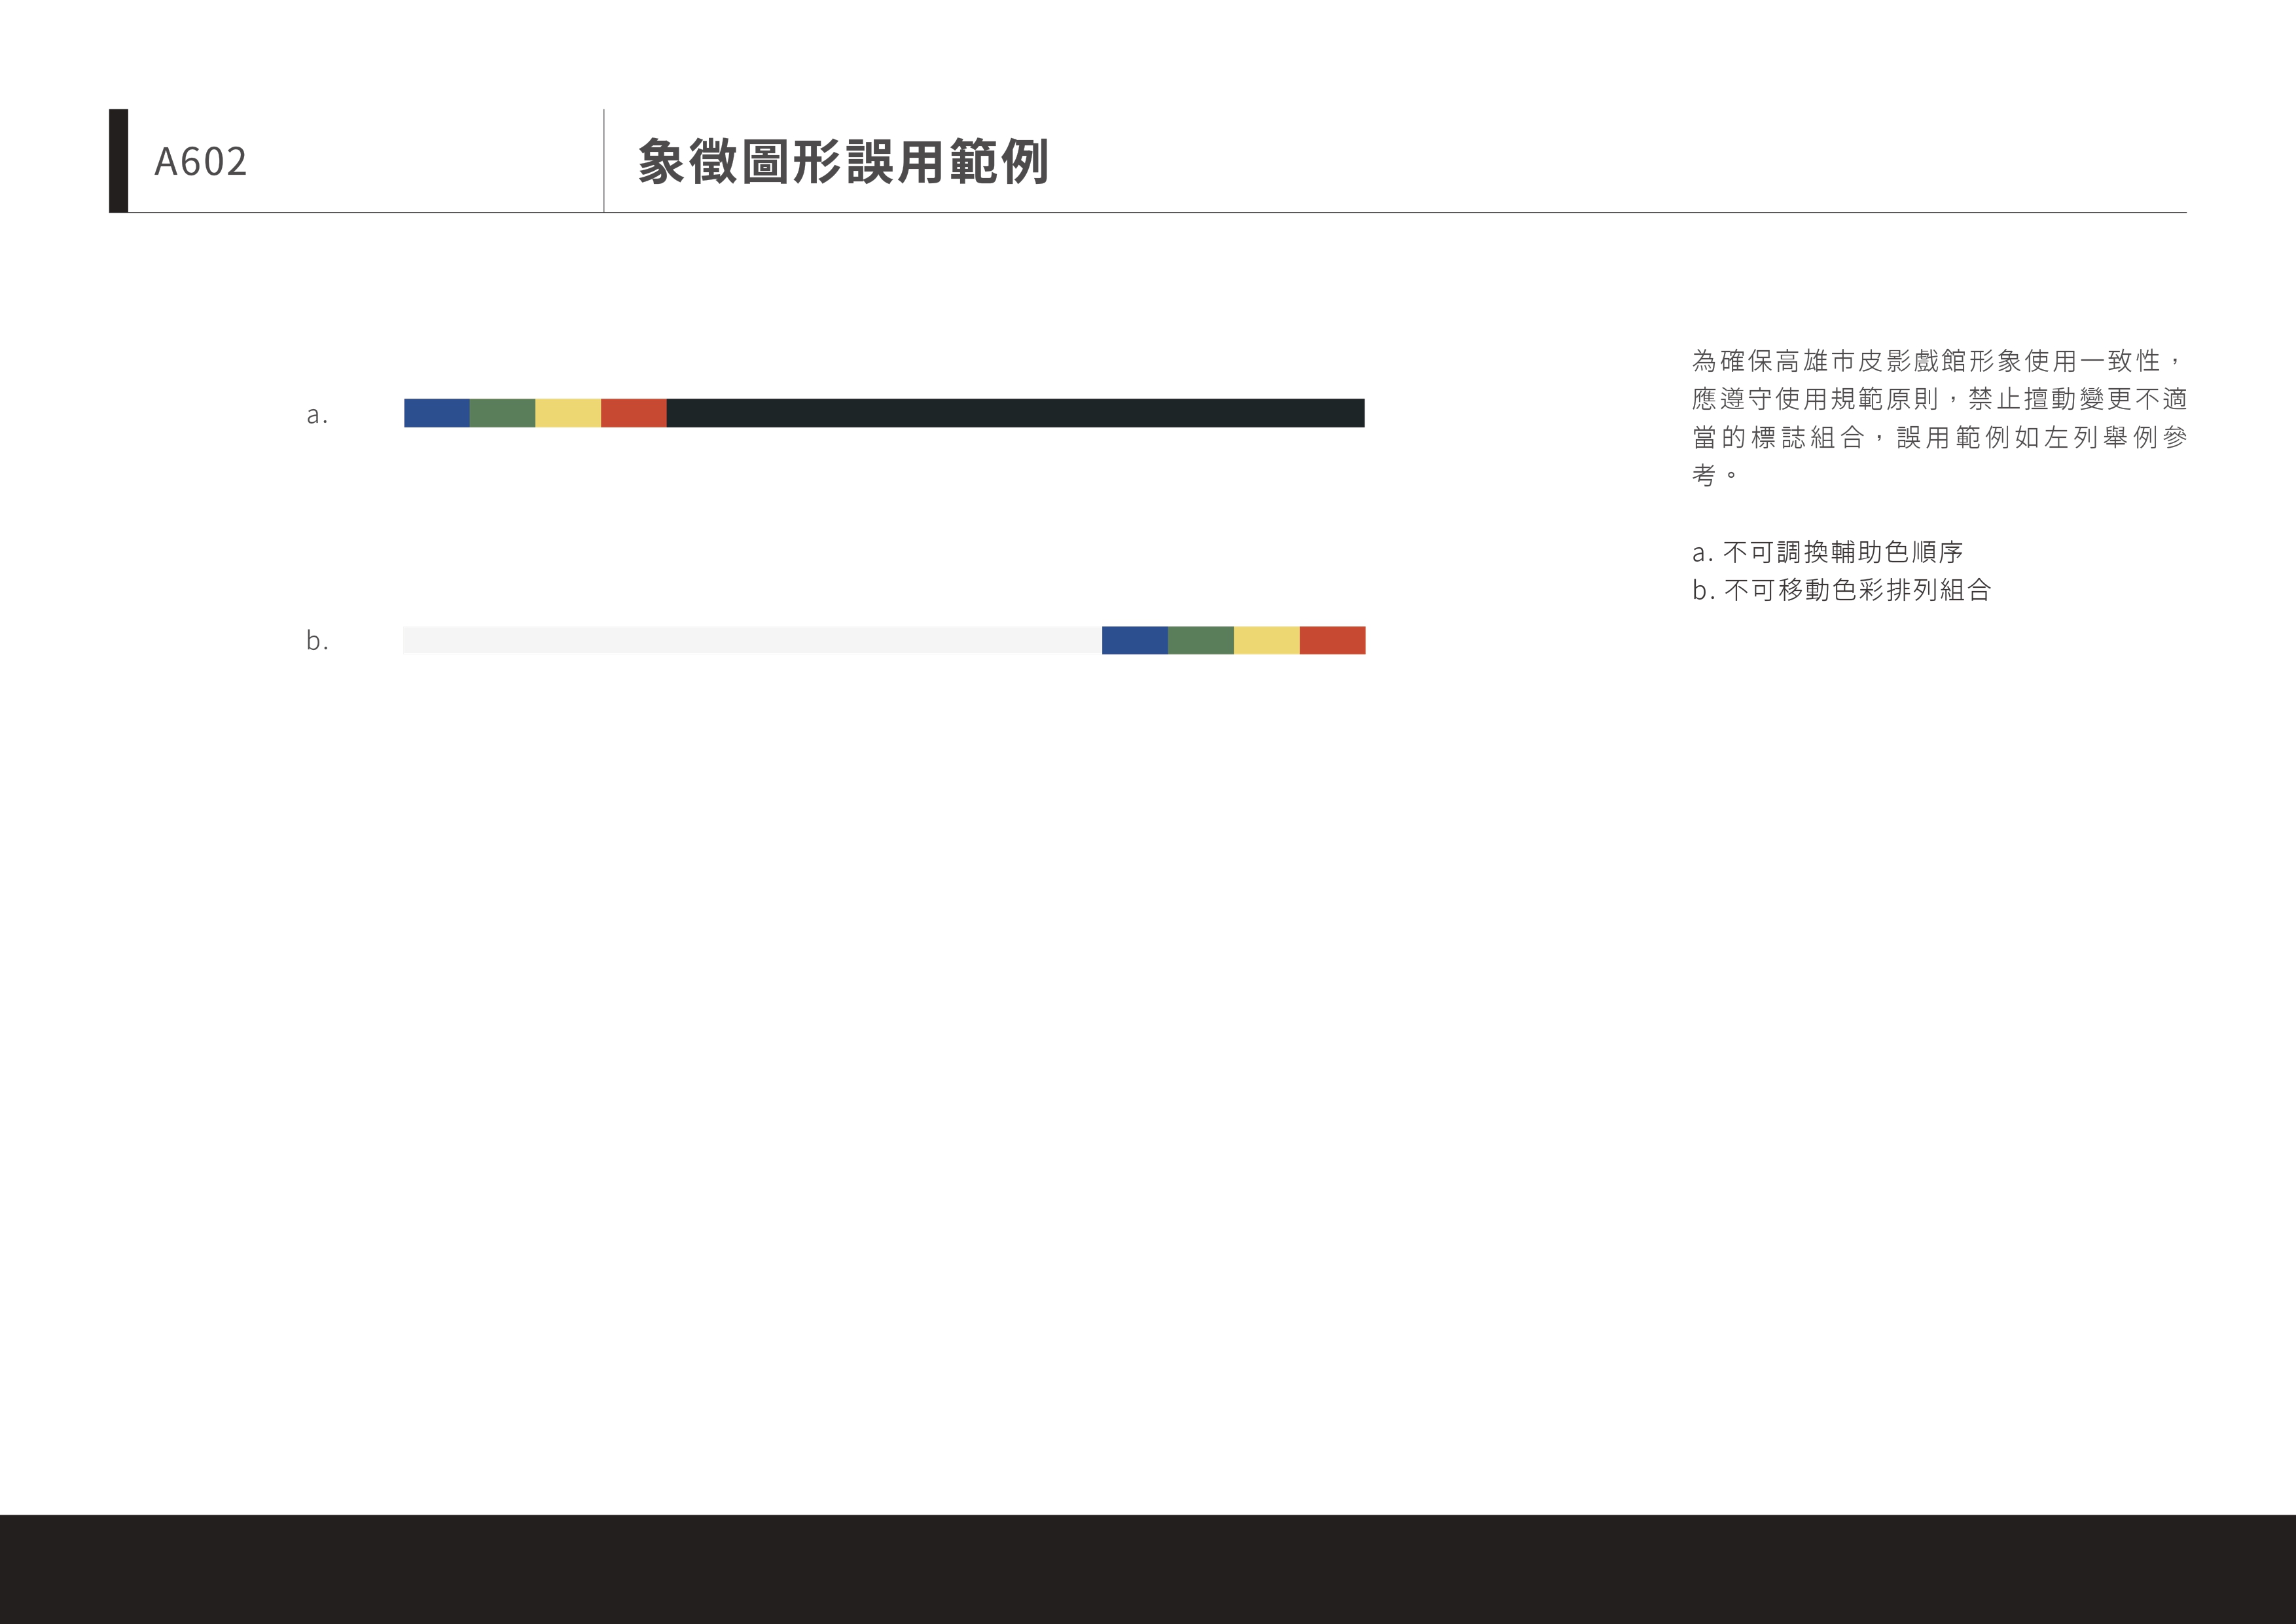 A602
象徵圖形誤用範例
a.
b.
為確保高雄市皮影戲館形象使用一致性，
應遵守使用規範原則，禁止擅動變更不適
當的標誌組合，誤用範例如左列舉例參
考。
a. 不可調換輔助色順序
b. 不可移動色彩排列組合